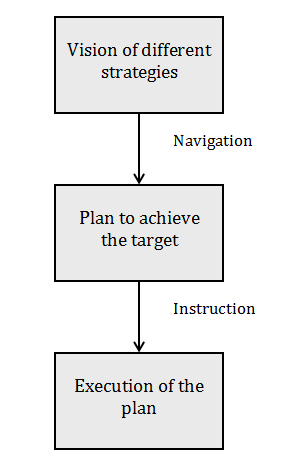 Vision of different
strategies
Navigation
Plan to achieve
the target
Instruction
Execution of the
plan